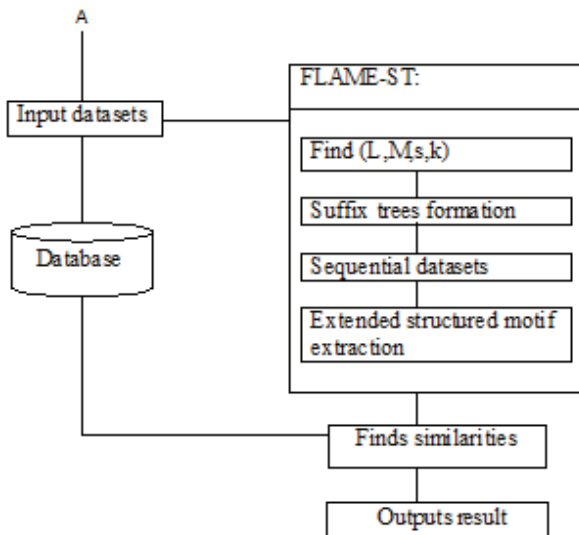 A
Input datasets
Database
FLAME-ST:
Find (L,M,s,k)
Suffix trees formation
Sequential datasets
Extended structured motif
extraction
Finds similarities
Outputs result